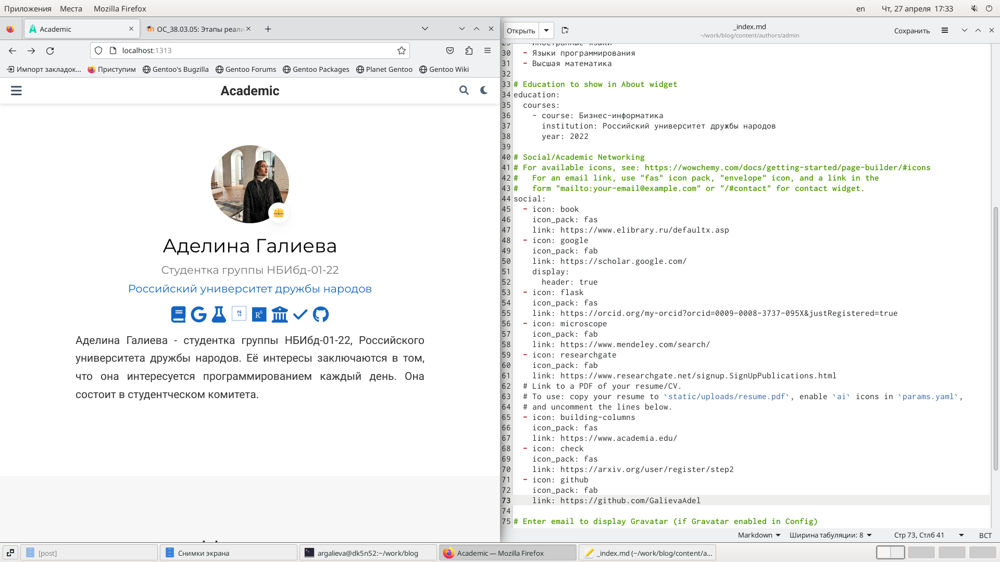 Приложения Места Mozilla Firefox en Чт, 27 апреля 17:33
Academic
ОС_38.03.05: Этапы реали
localhost:1313
Импорт закладок... Приступим Gentoo's Bugzilla Gentoo Forums Gentoo Packages Planet Gentoo Gentoo Wiki
Academic
Аделина Галиева
Студентка группы НБИбд-01-22
Российский университет дружбы народов
Аделина Галиева - студентка группы НБИбд-01-22, Российского
университета дружбы народов. Её интересы заключаются в том,
что она интересуется программированием каждый день. Она
состоит в студентческом комитета.
Открыть
_index.md
~/work/blog/content/authors/admin
Сохранить
29 - Иностранные языки
30 - Языки программирования
31 - Высшая математика
32
33 # Education to show in About widget
34 education:
35 courses:
36 - course: Бизнес-информатика
37 institution: Российский университет дружбы народов
38 year: 2022
39
40 # Social/Academic Networking
41 # For available icons, see: https://wowchemy.com/docs/getting-started/page-builder/#icons
42 # For an email link, use "fas" icon pack, "envelope" icon, and a link in the
43 # form "mailto:your-email@example.com" or "/#contact" for contact widget.
44 social:
45 - icon: book
46 icon_pack: fas
47 link: https://www.elibrary.ru/defaultx.asp
48 - icon: google
49 icon_pack: fab
50 link: https://scholar.google.com/
51 display:
52 header: true
53 - icon: flask
54 icon_pack: fas
55 link: https://orcid.org/my-orcid?orcid=0009-0008-3737-095X&justRegistered=true
56 - icon: microscope
57 icon_pack: fab
58 link: https://www.mendeley.com/search/
59 - icon: researchgate
60 icon_pack: fab
61 link: https://www.researchgate.net/signup.SignUpPublications.html
62 # Link to a PDF of your resume/CV.
63 # To use: copy your resume to `static/uploads/resume.pdf`, enable `ai` icons in `params.yaml`,
64 # and uncomment the lines below.
65 - icon: building-columns
66 icon_pack: fas
67 link: https://www.academia.edu/
68 - icon: check
69 icon_pack: fas
70 link: https://arxiv.org/user/register/step2
71 - icon: github
72 icon_pack: fab
73 link: https://github.com/GalievaAdel
74
75 # Enter email to display Gravatar (if Gravatar enabled in Config)
Markdown Ширина табуляции: 8 Стр 73, Стлб 41 ВСТ
[post] Снимки экрана argalieva@dk5n52:~/work/blog Academic — Mozilla Firefox _index.md (~/work/blog/content/a...